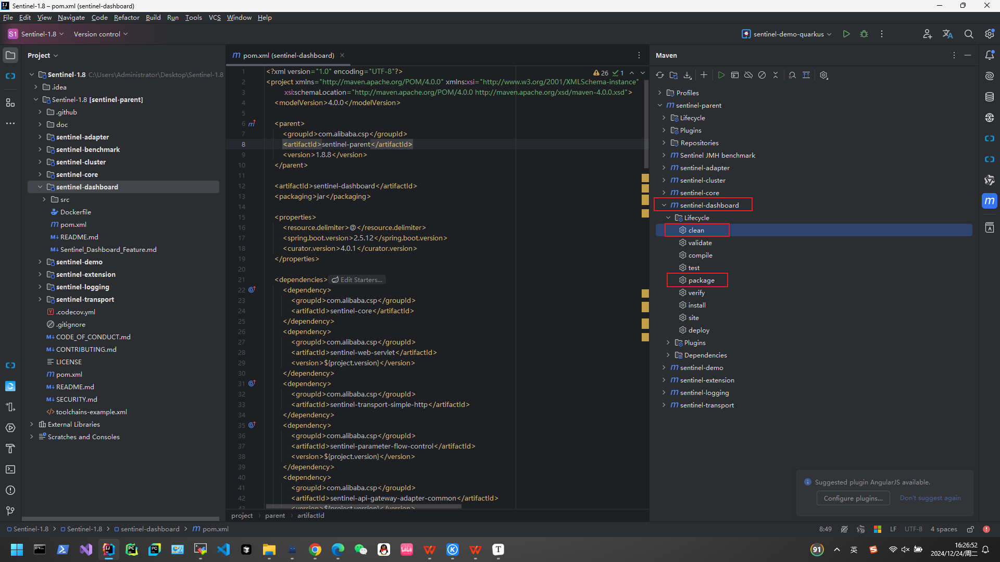 Sentinel-1.8 – pom.xml (sentinel-dashboard)
File Edit View Navigate Code Refactor Build Run Tools VCS Window Help
S1 Sentinel-1.8 Version control sentinel-demo-quarkus
Project
Sentinel-1.8 C:\Users\Administrator\Desktop\Sentinel-1.8
.idea
Sentinel-1.8 [sentinel-parent]
.github
doc
sentinel-adapter
sentinel-benchmark
sentinel-cluster
sentinel-core
sentinel-dashboard
src
Dockerfile
pom.xml
README.md
Sentinel_Dashboard_Feature.md
sentinel-demo
sentinel-extension
sentinel-logging
sentinel-transport
.codecov.yml
.gitignore
CODE_OF_CONDUCT.md
CONTRIBUTING.md
LICENSE
pom.xml
README.md
SECURITY.md
toolchains-example.xml
External Libraries
Scratches and Consoles
pom.xml (sentinel-dashboard)
26 1
1 <?xml version="1.0" encoding="UTF-8"?>
2 <project xmlns="http://maven.apache.org/POM/4.0.0" xmlns:xsi="http://www.w3.org/2001/XMLSchema-instance"
3 xsi:schemaLocation="http://maven.apache.org/POM/4.0.0 http://maven.apache.org/xsd/maven-4.0.0.xsd">
4 <modelVersion>4.0.0</modelVersion>
5
6 <parent>
7 <groupId>com.alibaba.csp</groupId>
8 <artifactId>sentinel-parent</artifactId>
9 <version>1.8.8</version>
10 </parent>
11
12 <artifactId>sentinel-dashboard</artifactId>
13 <packaging>jar</packaging>
14
15 <properties>
16 <resource.delimiter>@</resource.delimiter>
17 <spring.boot.version>2.5.12</spring.boot.version>
18 <curator.version>4.0.1</curator.version>
19 </properties>
20
21 <dependencies> Edit Starters...
22 <dependency>
23 <groupId>com.alibaba.csp</groupId>
24 <artifactId>sentinel-core</artifactId>
25 </dependency>
26 <dependency>
27 <groupId>com.alibaba.csp</groupId>
28 <artifactId>sentinel-web-servlet</artifactId>
29 <version>${project.version}</version>
30 </dependency>
31 <dependency>
32 <groupId>com.alibaba.csp</groupId>
33 <artifactId>sentinel-transport-simple-http</artifactId>
34 </dependency>
35 <dependency>
36 <groupId>com.alibaba.csp</groupId>
37 <artifactId>sentinel-parameter-flow-control</artifactId>
38 <version>${project.version}</version>
39 </dependency>
40 <dependency>
41 <groupId>com.alibaba.csp</groupId>
42 <artifactId>sentinel-api-gateway-adapter-common</artifactId>
43 <version>${project.version}</version>
project parent artifactId
Maven
Profiles
sentinel-parent
Lifecycle
Plugins
Repositories
Sentinel JMH benchmark
sentinel-adapter
sentinel-cluster
sentinel-core
sentinel-dashboard
Lifecycle
clean
validate
compile
test
package
verify
install
site
deploy
Plugins
Dependencies
sentinel-demo
sentinel-extension
sentinel-logging
sentinel-transport
Suggested plugin AngularJS available.
Configure plugins... Don't suggest again
Sentinel-1.8 Sentinel-1.8 sentinel-dashboard pom.xml
8:49 LF UTF-8 4 spaces
91 英 16:26:52
2024/12/24/周二